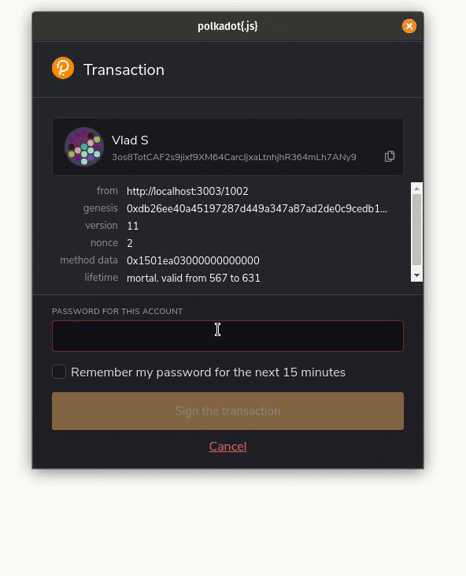 polkadot{.js}
Transaction
Vlad S
3os8TotCAF2s9jixf9XM64CarcJjxaLtnhjhR364mLh7ANy9
from http://localhost:3003/1002
genesis 0xdb26ee40a45197287d449a347a87ad2de0c9cedb1...
version 11
nonce 2
method data 0x1501ea03000000000000
lifetime mortal, valid from 567 to 631
PASSWORD FOR THIS ACCOUNT
Remember my password for the next 15 minutes
Sign the transaction
Cancel